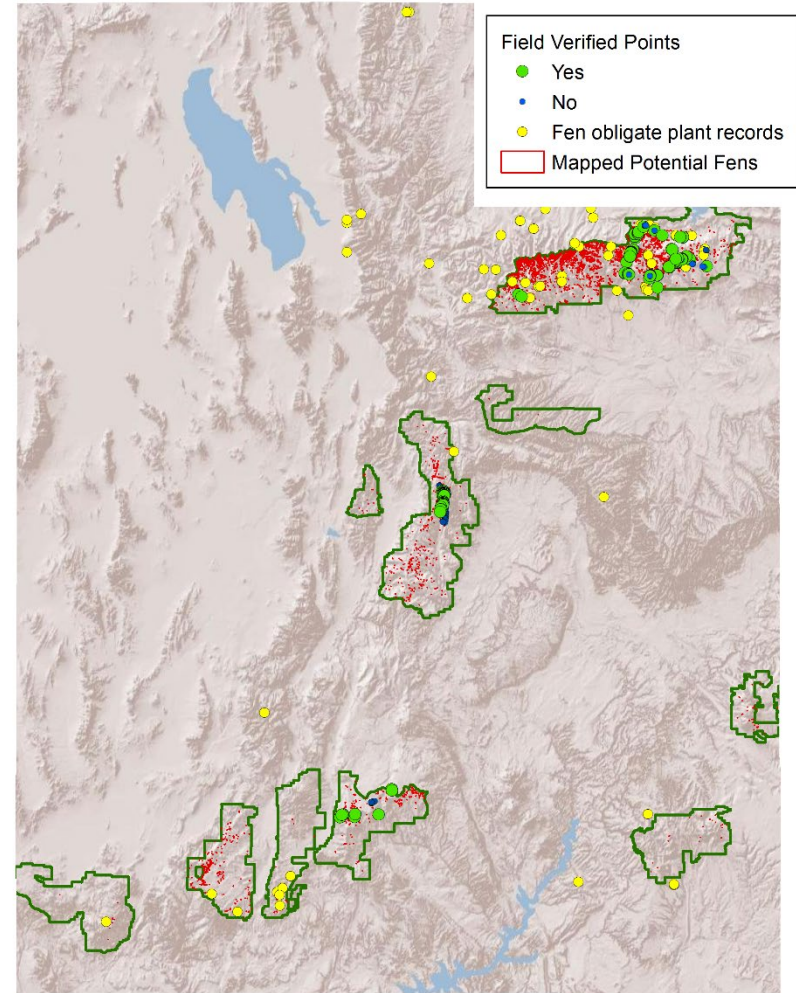 Field Verified Points
Yes
No
Fen obligate plant records
Mapped Potential Fens